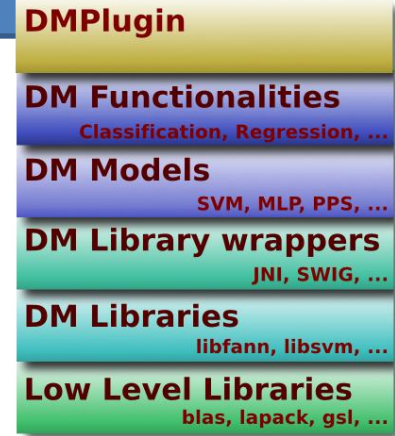 DMPlugin
DM Functionalities
Classification, Regression, ...
DM Models
SVM, MLP, PPS, ...
DM Library wrappers
JNI, SWIG, ...
DM Libraries
libfann, libsvm, ...
Low Level Libraries
blas, lapack, gsl, ...